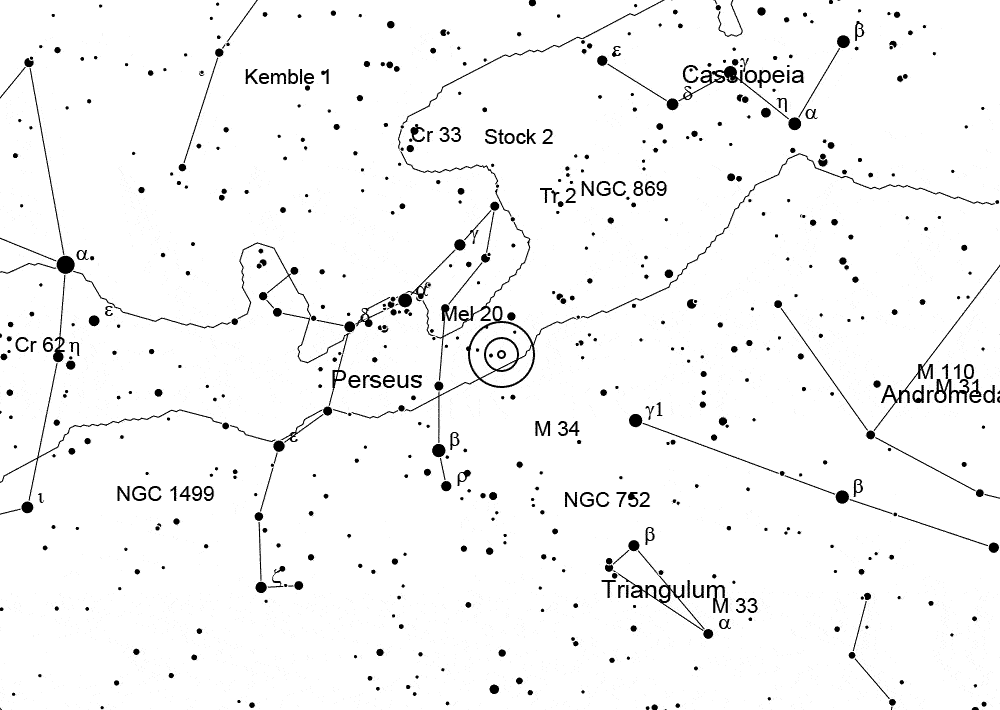 β
ε
γ
Cassiopeia
Kemble 1
δ
η
α
Cr 33
Stock 2
Tr 2
NGC 869
γ
α
α
ε
δ
Mel 20
Cr 62
η
Perseus
M 110
M 31
Andromeda
γ1
M 34
ε
β
ρ
β
ι
NGC 1499
NGC 752
β
ζ
Triangulum
M 33
α